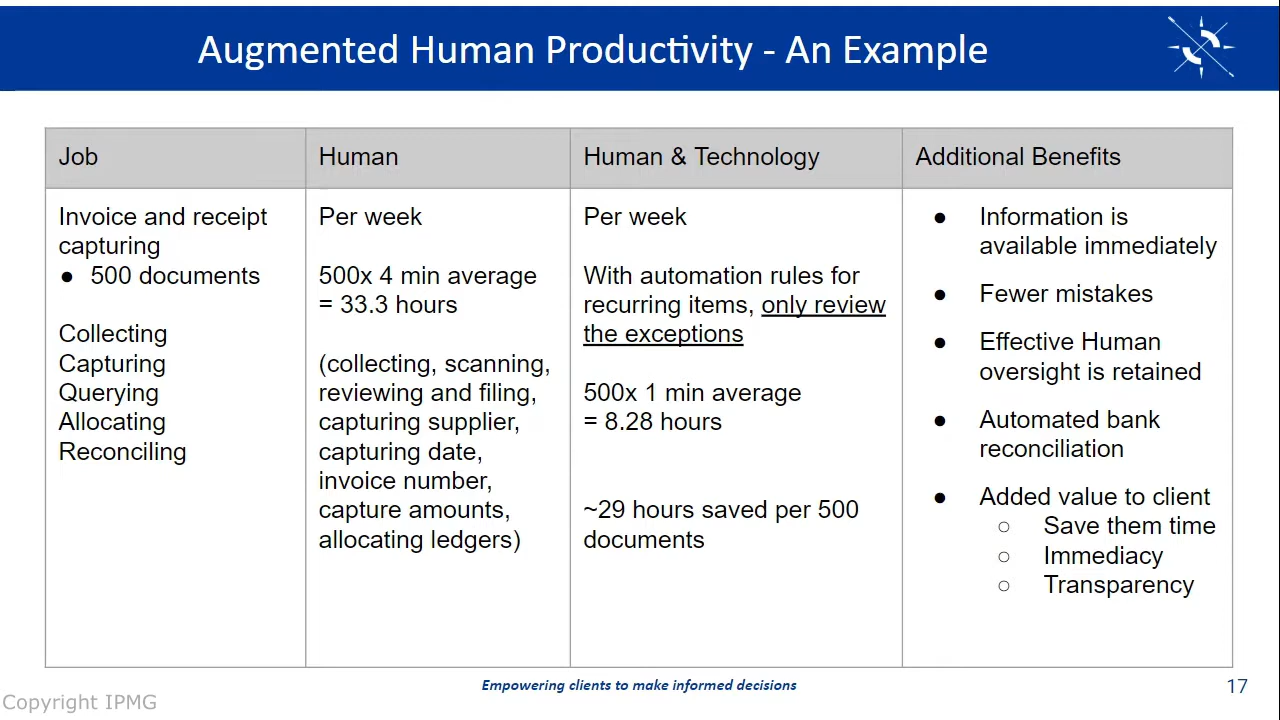 Augmented Human Productivity - An Example
Job
Human
Human & Technology
Additional Benefits
Invoice and receipt
capturing
● 500 documents
Collecting
Capturing
Querying
Allocating
Reconciling
Per week
500x 4 min average
= 33.3 hours
(collecting, scanning,
reviewing and filing,
capturing supplier,
capturing date,
invoice number,
capture amounts,
allocating ledgers)
Per week
With automation rules for
recurring items, only review
the exceptions
500x 1 min average
= 8.28 hours
~29 hours saved per 500
documents
● Information is
available immediately
● Fewer mistakes
● Effective Human
oversight is retained
● Automated bank
reconciliation
● Added value to client
○ Save them time
○ Immediacy
○ Transparency
Empowering clients to make informed decisions
17
Copyright IPMG